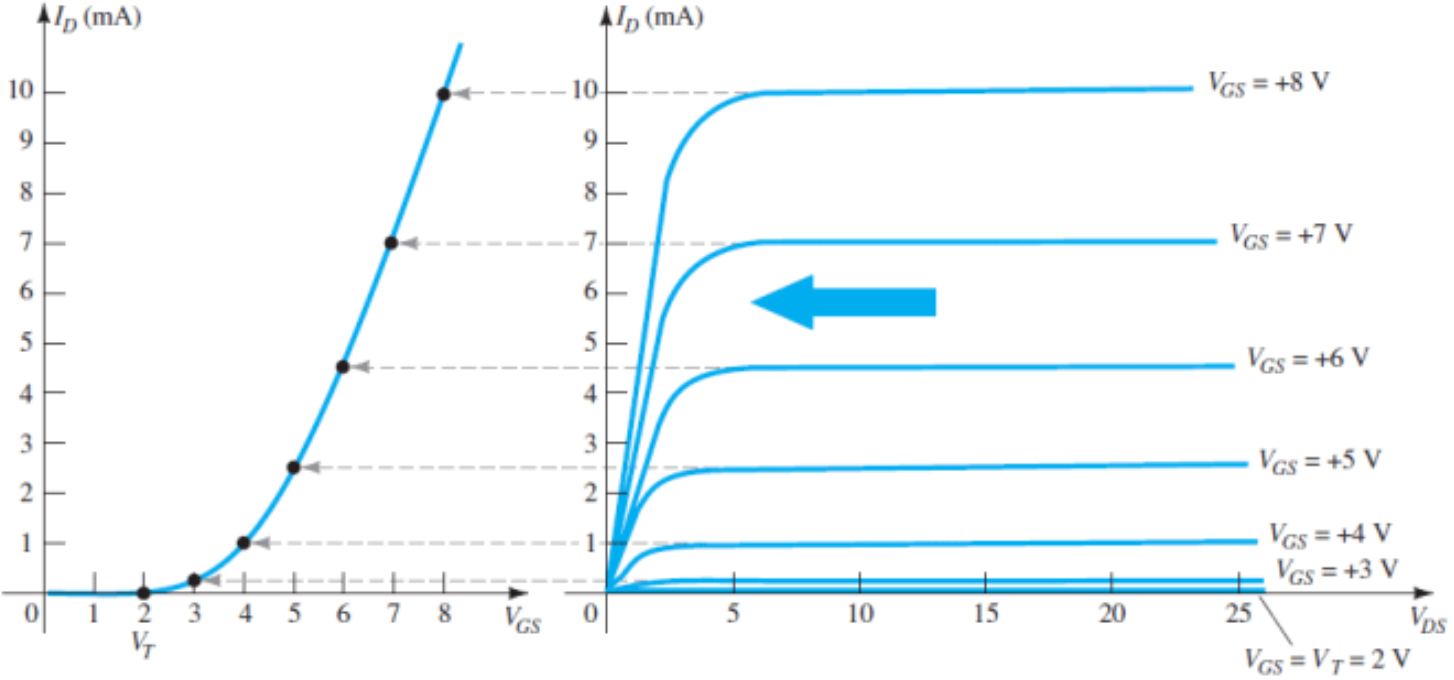 I_D (mA)
10
9
8
7
6
5
4
3
2
1
0 1 2 3 4 5 6 7 8 V_GS
V_T
I_D (mA)
10
9
8
7
6
5
4
3
2
1
0 5 10 15 20 25 V_DS
V_GS = +8 V
V_GS = +7 V
V_GS = +6 V
V_GS = +5 V
V_GS = +4 V
V_GS = +3 V
V_GS = V_T = 2 V